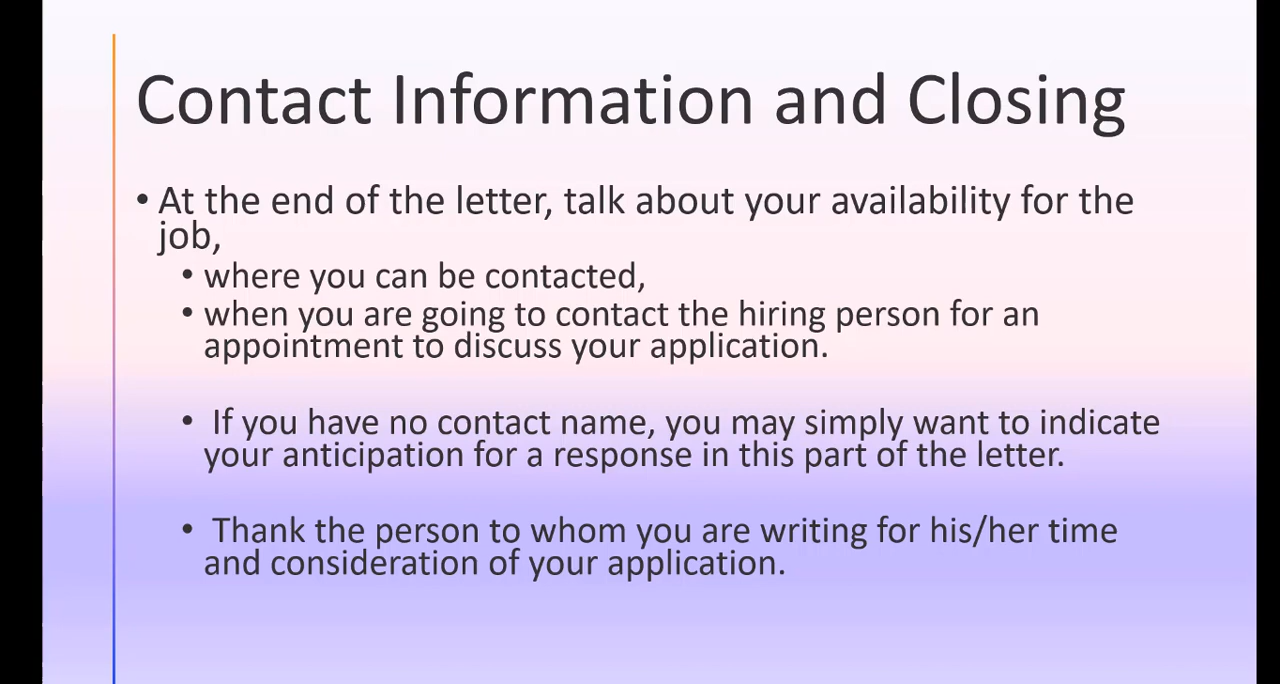 Contact Information and Closing
• At the end of the letter, talk about your availability for the
job,
• where you can be contacted,
• when you are going to contact the hiring person for an
appointment to discuss your application.
• If you have no contact name, you may simply want to indicate
your anticipation for a response in this part of the letter.
• Thank the person to whom you are writing for his/her time
and consideration of your application.